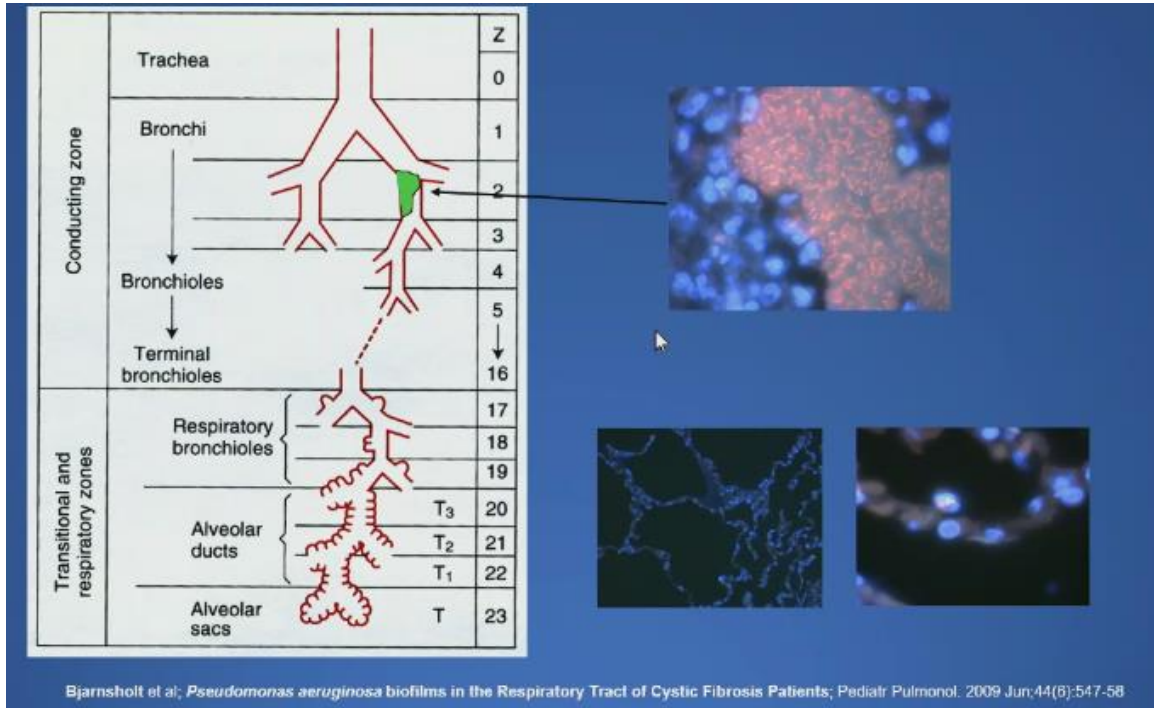 Z
Trachea
0
Bronchi
1
2
3
4
Bronchioles
5
Terminal
bronchioles
16
17
Respiratory
bronchioles
18
19
Conducting zone
Transitional and
respiratory zones
T3 20
Alveolar
ducts
T2 21
T1 22
Alveolar
sacs
T 23
Bjarnsholt et al; Pseudomonas aeruginosa biofilms in the Respiratory Tract of Cystic Fibrosis Patients; Pediatr Pulmonol. 2009 Jun;44(6):547-58